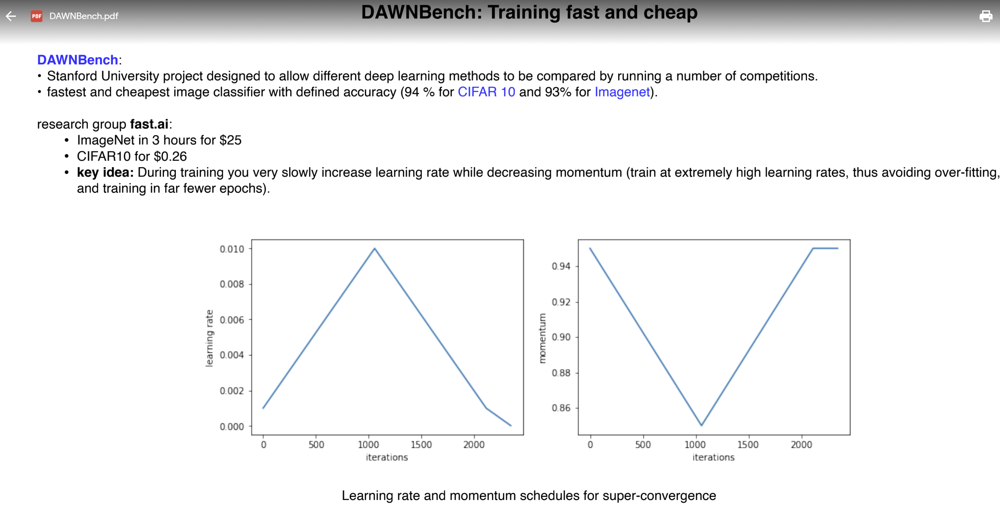 DAWNBench: Training fast and cheap
PDF DAWNBench.pdf
DAWNBench:
• Stanford University project designed to allow different deep learning methods to be compared by running a number of competitions.
• fastest and cheapest image classifier with defined accuracy (94 % for CIFAR 10 and 93% for Imagenet).
research group fast.ai:
• ImageNet in 3 hours for $25
• CIFAR10 for $0.26
• key idea: During training you very slowly increase learning rate while decreasing momentum (train at extremely high learning rates, thus avoiding over-fitting,
and training in far fewer epochs).
learning rate
0.010
0.008
0.006
0.004
0.002
0.000
0 500 1000 1500 2000
iterations
momentum
0.94
0.92
0.90
0.88
0.86
0 500 1000 1500 2000
iterations
Learning rate and momentum schedules for super-convergence